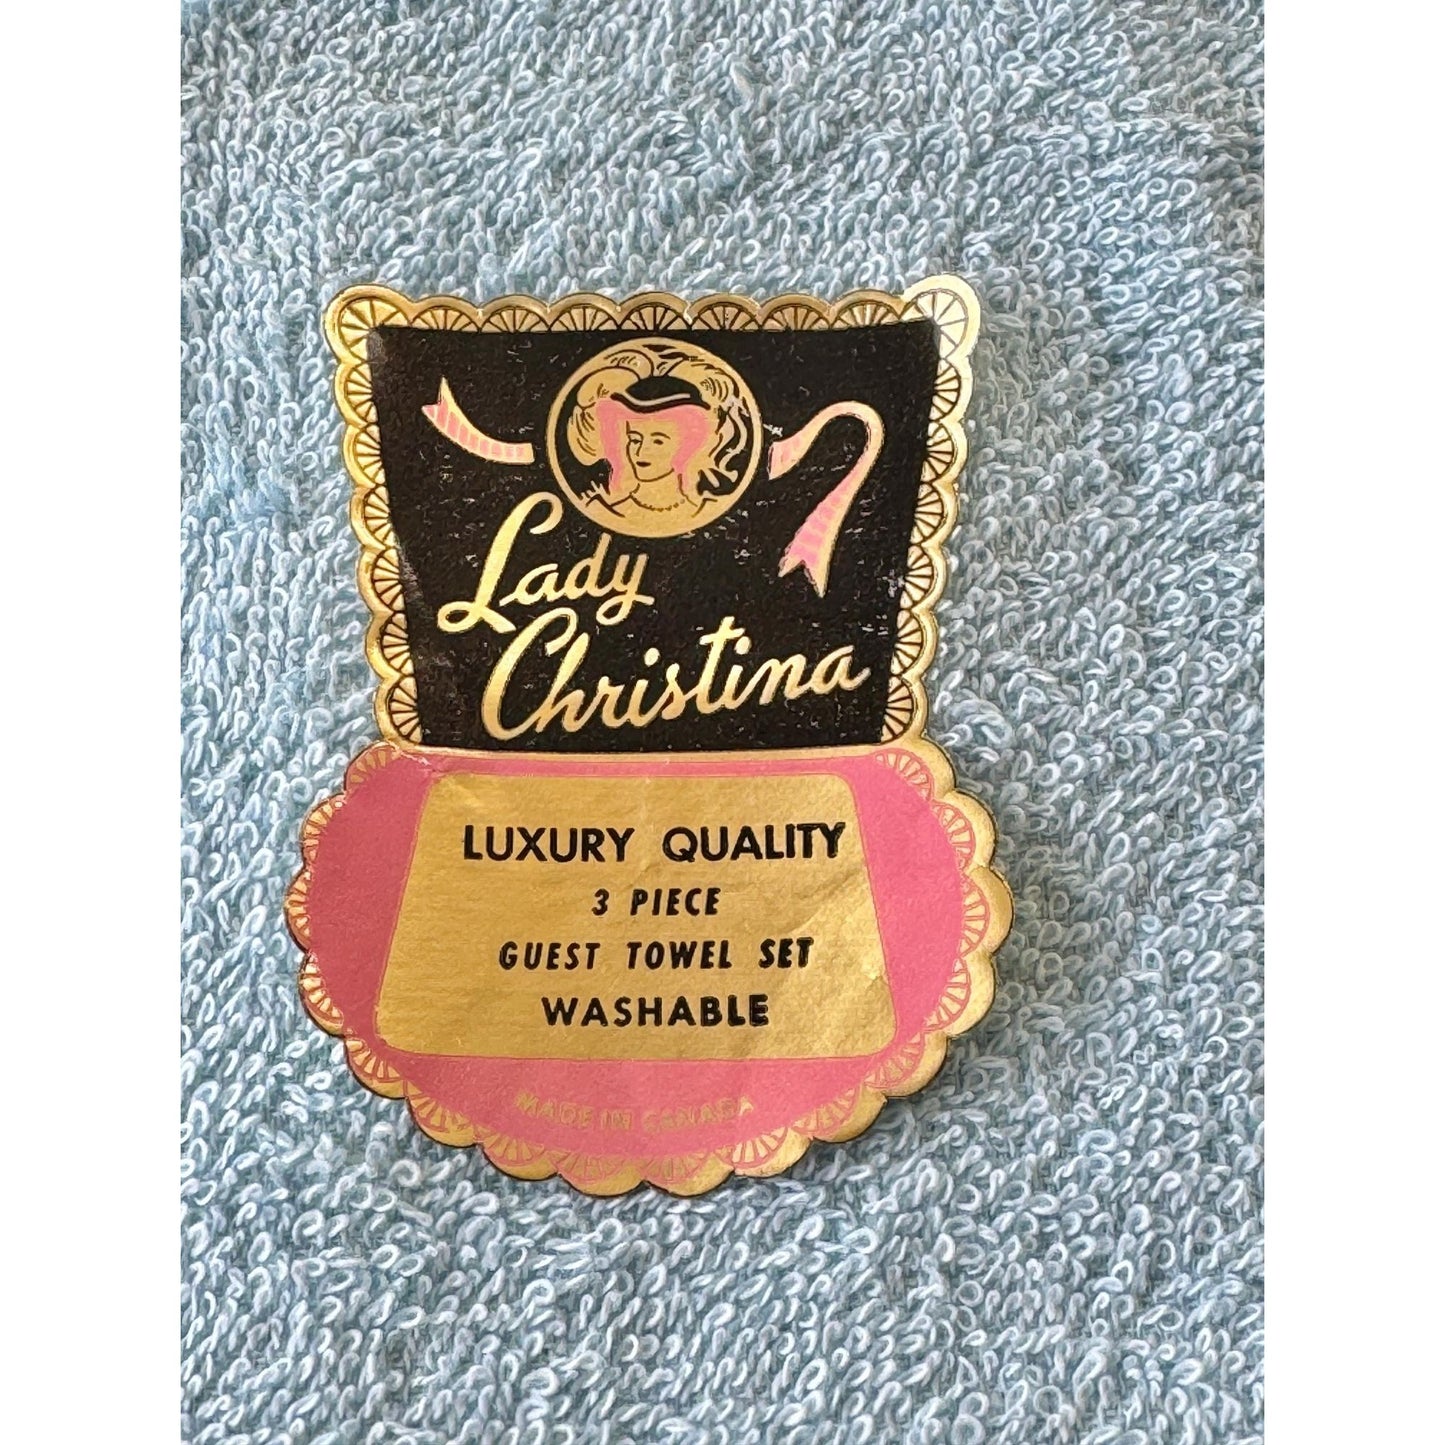 Lady
Christina
LUXURY QUALITY
3 PIECE
GUEST TOWEL SET
WASHABLE
MADE IN CANADA